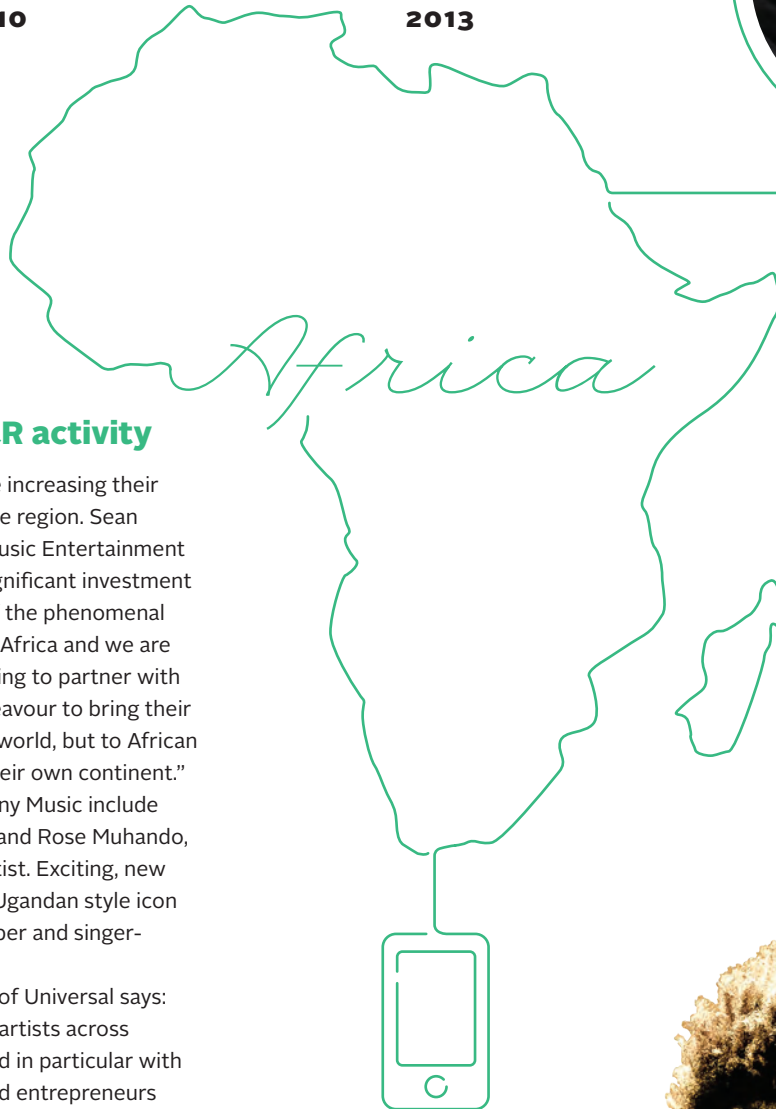 10
2013
Africa
R activity
increasing their
e region. Sean
usic Entertainment
gnificant investment
the phenomenal
Africa and we are
ing to partner with
eavour to bring their
world, but to African
eir own continent.”
ny Music include
and Rose Muhando,
tist. Exciting, new
Ugandan style icon
per and singer-
of Universal says:
artists across
d in particular with
d entrepreneurs